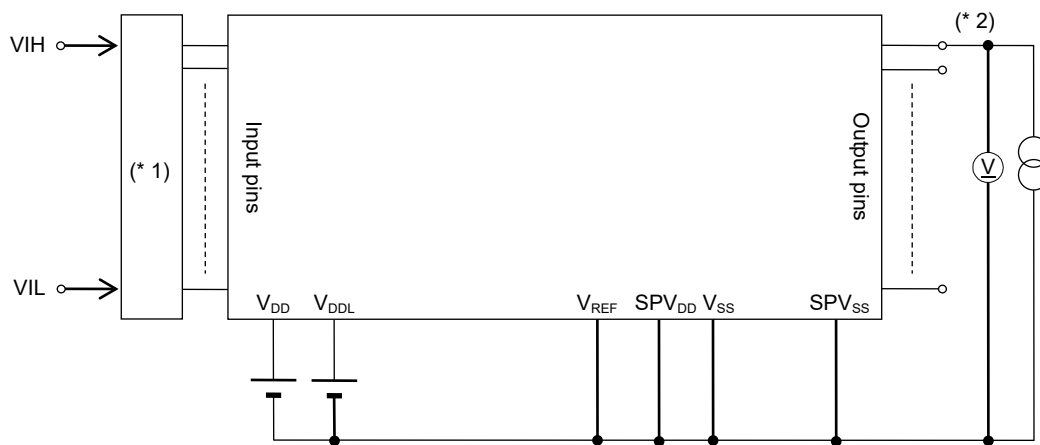 (* 2)
VIH
(* 1)
Input pins
Output pins
V
VIL
VDD
VDDL
VREF
SPVDD
VSS
SPVSS